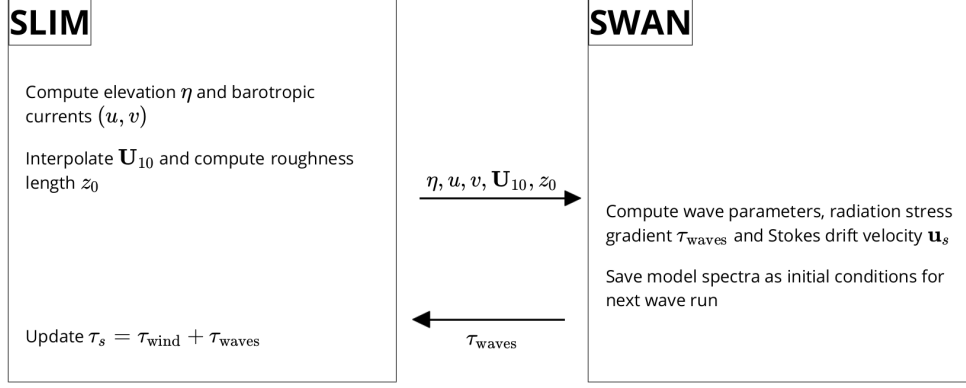 SLIM
Compute elevation η and barotropic
currents (u, v)
Interpolate U₁₀ and compute roughness
length z₀
Update τₛ = τ_wind + τ_waves
η, u, v, U₁₀, z₀
τ_waves
SWAN
Compute wave parameters, radiation stress
gradient τ_waves and Stokes drift velocity uₛ
Save model spectra as initial conditions for
next wave run